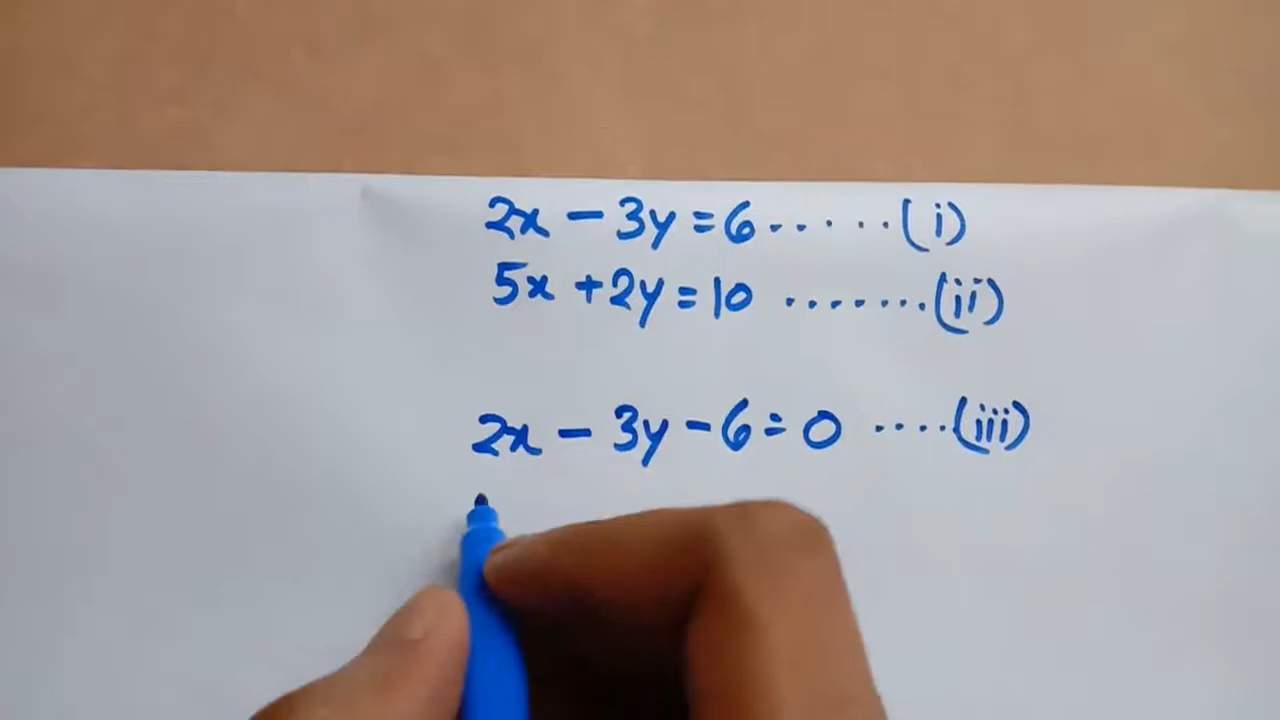 2x - 3y = 6 ..... (i)
5x + 2y = 10 ....... (ii)
2x - 3y - 6 = 0 .... (iii)